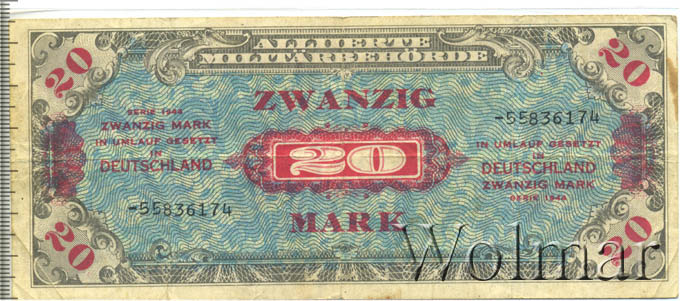 ALLIIERTE
MILITÄRBEHÖRDE
20
20
ZWANZIG
-55836174
SERIE 1944
ZWANZIG MARK
IN UMLAUF GESETZT
IN
DEUTSCHLAND
20
IN UMLAUF GESETZT
IN
DEUTSCHLAND
ZWANZIG MARK
SERIE 1944
-55836174
MARK
20
20
Wolmar